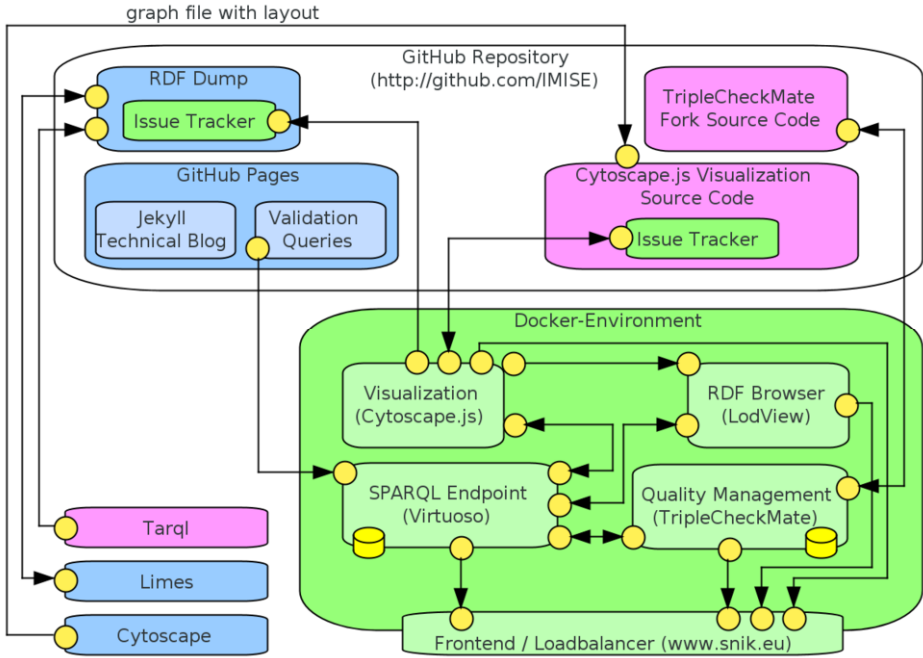 graph file with layout
GitHub Repository
(http://github.com/IMISE)
RDF Dump
Issue Tracker
TripleCheckMate
Fork Source Code
GitHub Pages
Jekyll
Technical Blog
Validation
Queries
Cytoscape.js Visualization
Source Code
Issue Tracker
Docker-Environment
Visualization
(Cytoscape.js)
RDF Browser
(LodView)
SPARQL Endpoint
(Virtuoso)
Quality Management
(TripleCheckMate)
Tarql
Limes
Cytoscape
Frontend / Loadbalancer (www.snik.eu)